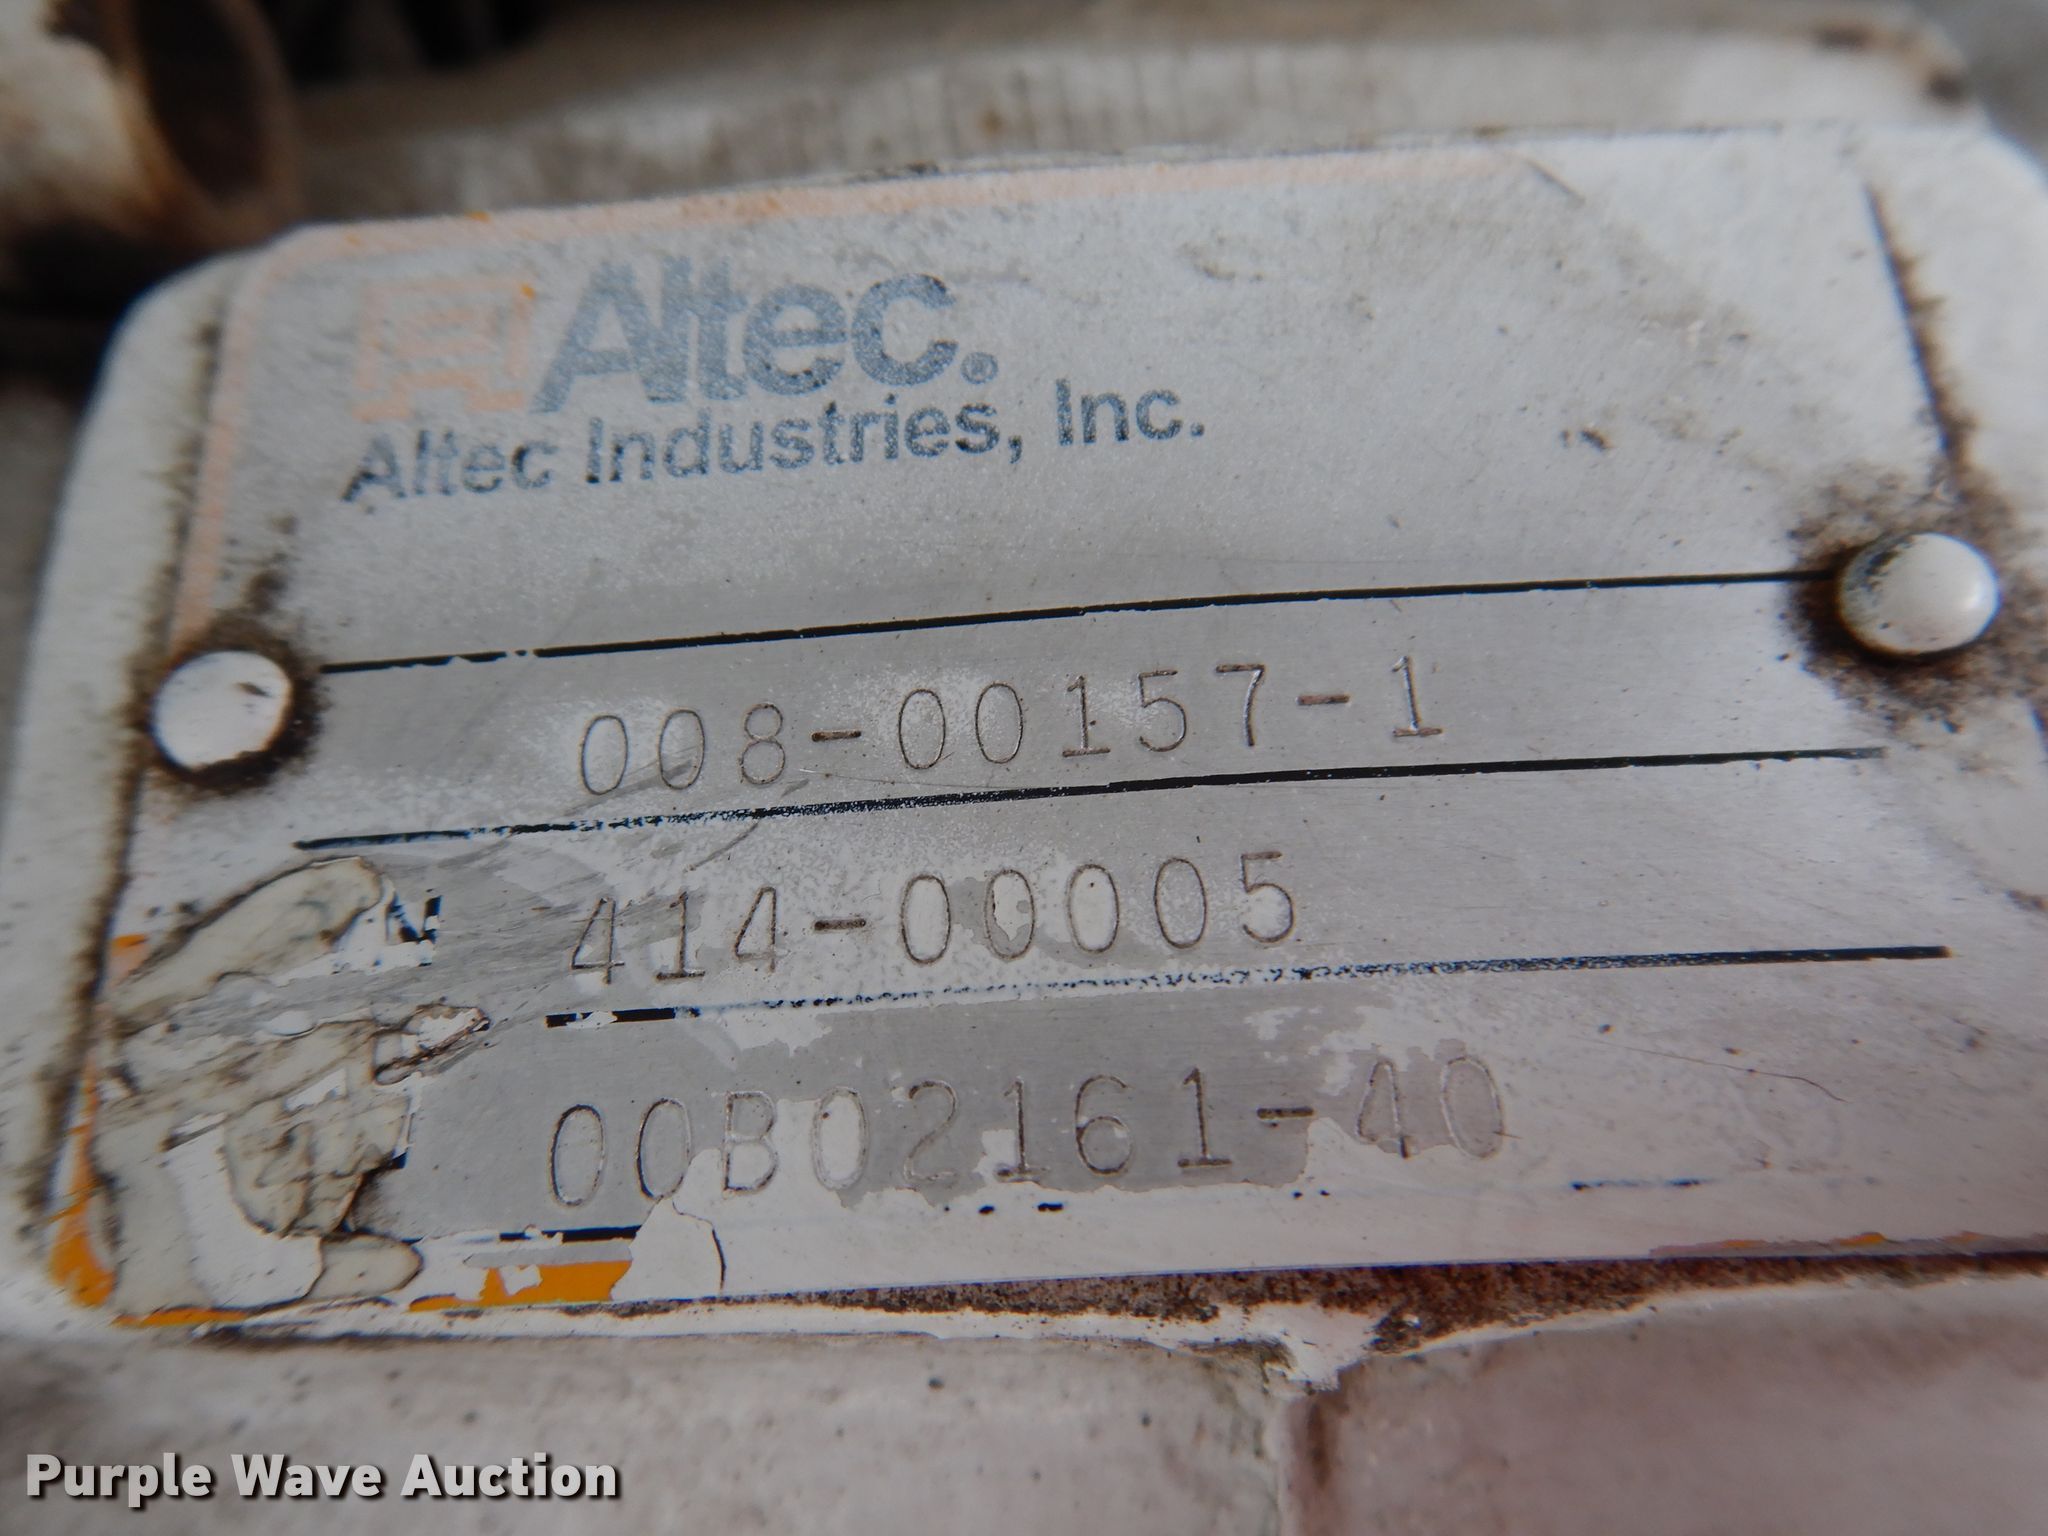 Altec®
Altec Industries, Inc.
008-00157-1
N 414-00005
00B02161-40
Purple Wave Auction